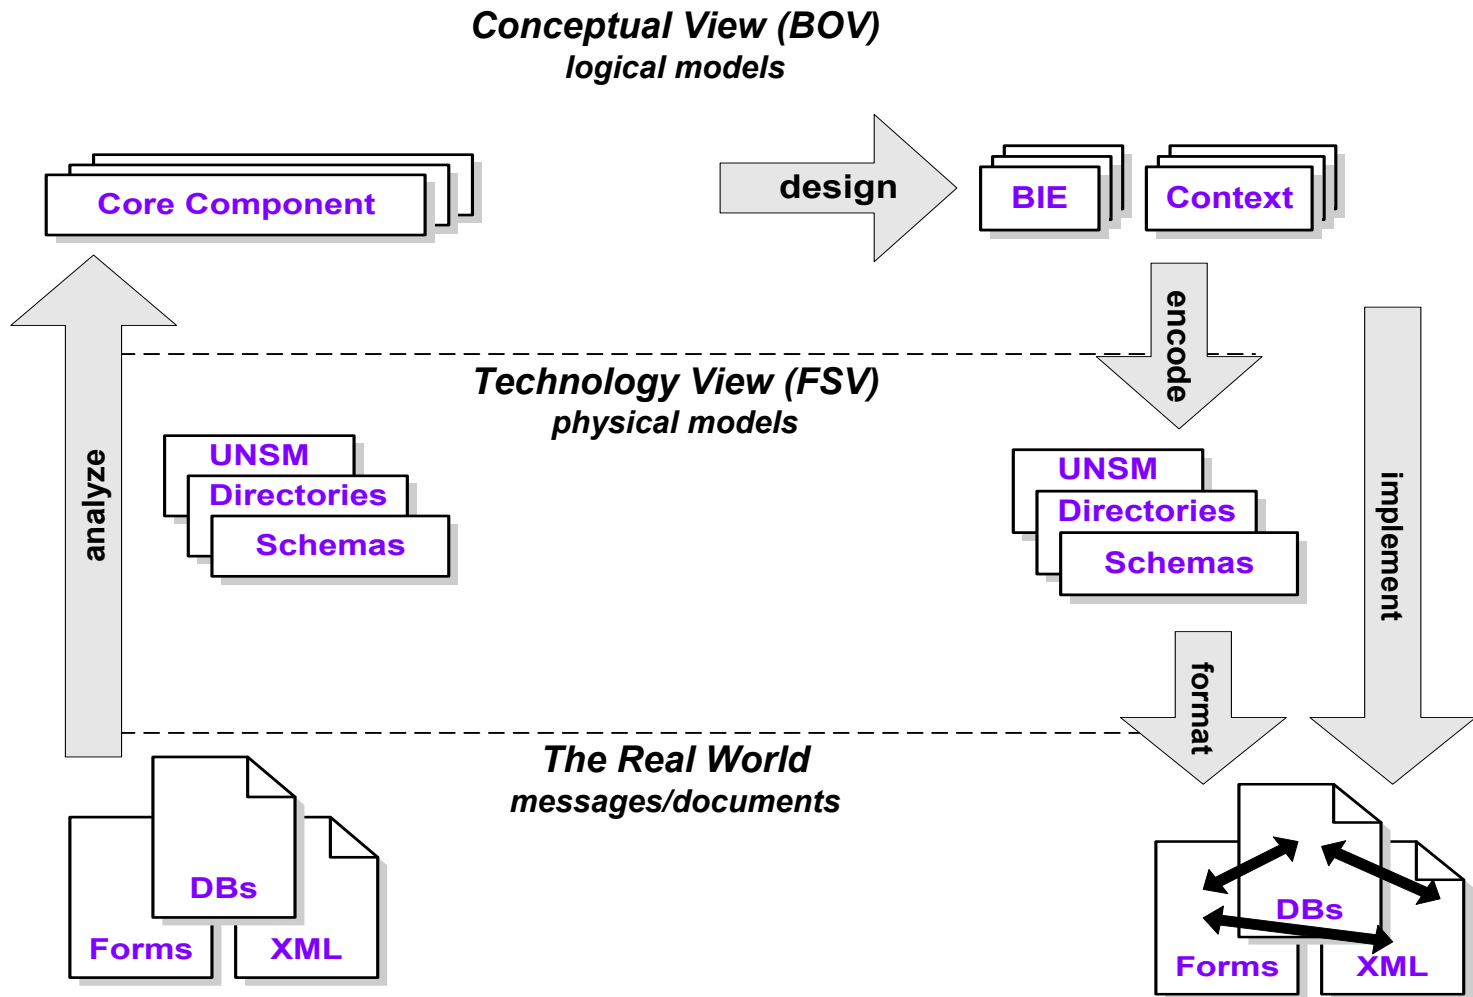 Conceptual View (BOV)
logical models
Core Component
design
BIE
Context
encode
Technology View (FSV)
physical models
analyze
UNSM
Directories
Schemas
UNSM
Directories
Schemas
implement
format
The Real World
messages/documents
DBs
Forms
XML
DBs
Forms
XML